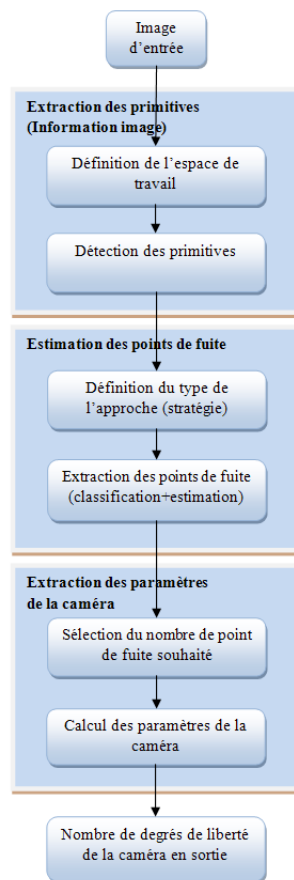 Image
d'entrée
Extraction des primitives
(Information image)
Définition de l'espace de
travail
Détection des primitives
Estimation des points de fuite
Définition du type de
l'approche (stratégie)
Extraction des points de fuite
(classification+estimation)
Extraction des paramètres
de la caméra
Sélection du nombre de point
de fuite souhaité
Calcul des paramètres de la
caméra
Nombre de degrés de liberté
de la caméra en sortie